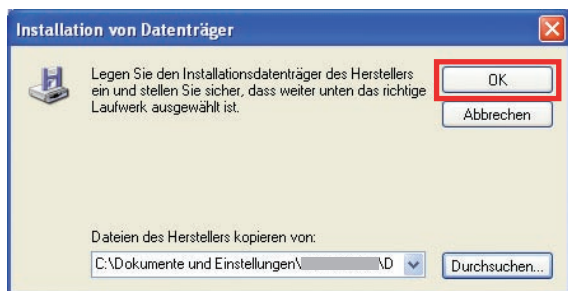 Installation von Datenträger
Legen Sie den Installationsdatenträger des Herstellers
ein und stellen Sie sicher, dass weiter unten das richtige
Laufwerk ausgewählt ist.
OK
Abbrechen
Dateien des Herstellers kopieren von:
C:\Dokumente und Einstellungen\ \D
Durchsuchen...